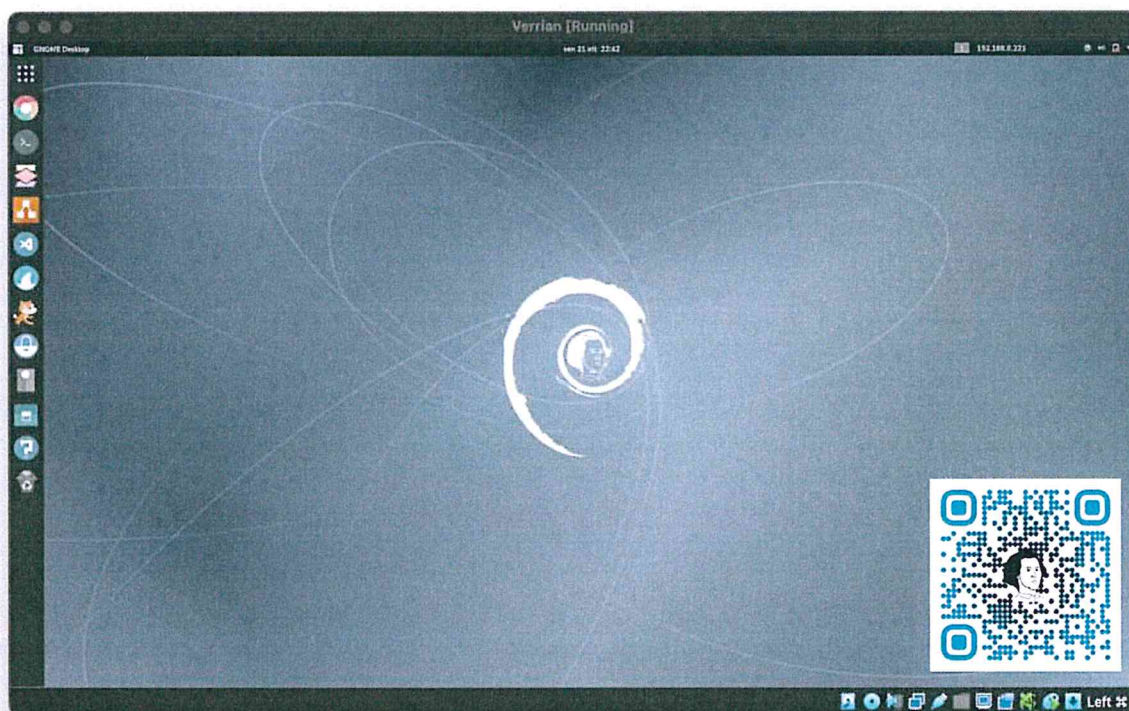 Verrian [Running]
GNOME Desktop
ven 21 ott, 22:42
192.168.0.221
Left ⌘